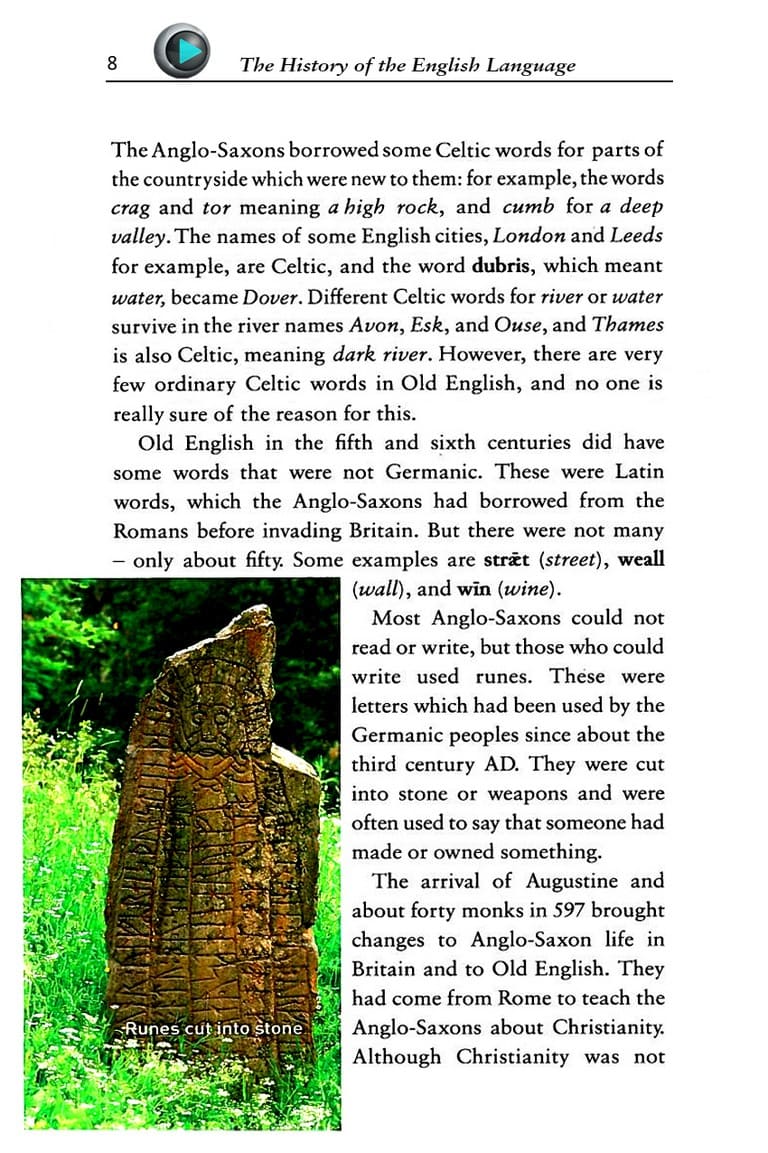 8
The History of the English Language
The Anglo-Saxons borrowed some Celtic words for parts of
the countryside which were new to them: for example, the words
crag and tor meaning a high rock, and cumb for a deep
valley. The names of some English cities, London and Leeds
for example, are Celtic, and the word dubris, which meant
water, became Dover. Different Celtic words for river or water
survive in the river names Avon, Esk, and Ouse, and Thames
is also Celtic, meaning dark river. However, there are very
few ordinary Celtic words in Old English, and no one is
really sure of the reason for this.
Old English in the fifth and sixth centuries did have
some words that were not Germanic. These were Latin
words, which the Anglo-Saxons had borrowed from the
Romans before invading Britain. But there were not many
– only about fifty. Some examples are strǣt (street), weall
(wall), and wīn (wine).
Most Anglo-Saxons could not
read or write, but those who could
write used runes. These were
letters which had been used by the
Germanic peoples since about the
third century AD. They were cut
into stone or weapons and were
often used to say that someone had
made or owned something.
The arrival of Augustine and
about forty monks in 597 brought
changes to Anglo-Saxon life in
Britain and to Old English. They
had come from Rome to teach the
Anglo-Saxons about Christianity.
Although Christianity was not
Runes cut into stone